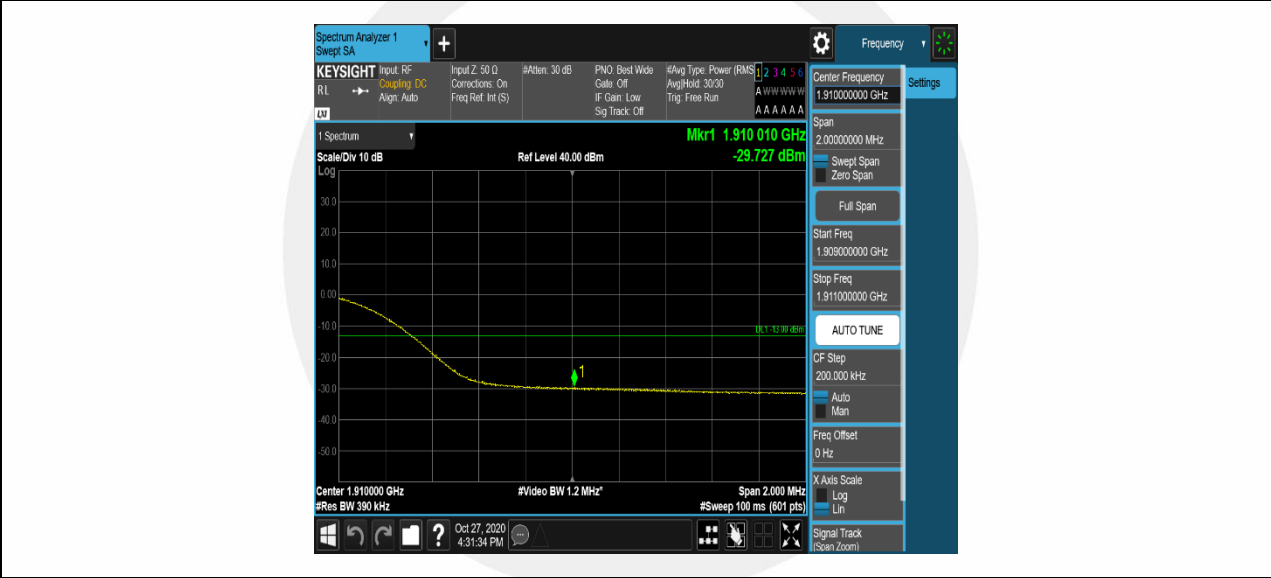 Spectrum Analyzer 1
Swept SA
Frequency
KEYSIGHT
RL
LXI
Input: RF
Coupling: DC
Align: Auto
Input Z: 50 Ω
Corrections: On
Freq Ref: Int (S)
#Atten: 30 dB
PNO: Best Wide
Gate: Off
IF Gain: Low
Sig Track: Off
#Avg Type: Power (RMS
Avg|Hold: 30/30
Trig: Free Run
1 2 3 4 5 6
A W W W W W
A A A A A A
1 Spectrum
Mkr1 1.910 010 GHz
-29.727 dBm
Scale/Div 10 dB
Ref Level 40.00 dBm
Log
30.0
20.0
10.0
0.00
-10.0
DL1 -13.00 dBm
-20.0
1
-30.0
-40.0
-50.0
Center 1.910000 GHz
#Video BW 1.2 MHz*
Span 2.000 MHz
#Res BW 390 kHz
#Sweep 100 ms (601 pts)
Oct 27, 2020
4:31:34 PM
Center Frequency
1.910000000 GHz
Settings
Span
2.00000000 MHz
Swept Span
Zero Span
Full Span
Start Freq
1.909000000 GHz
Stop Freq
1.911000000 GHz
AUTO TUNE
CF Step
200.000 kHz
Auto
Man
Freq Offset
0 Hz
X Axis Scale
Log
Lin
Signal Track
(Span Zoom)